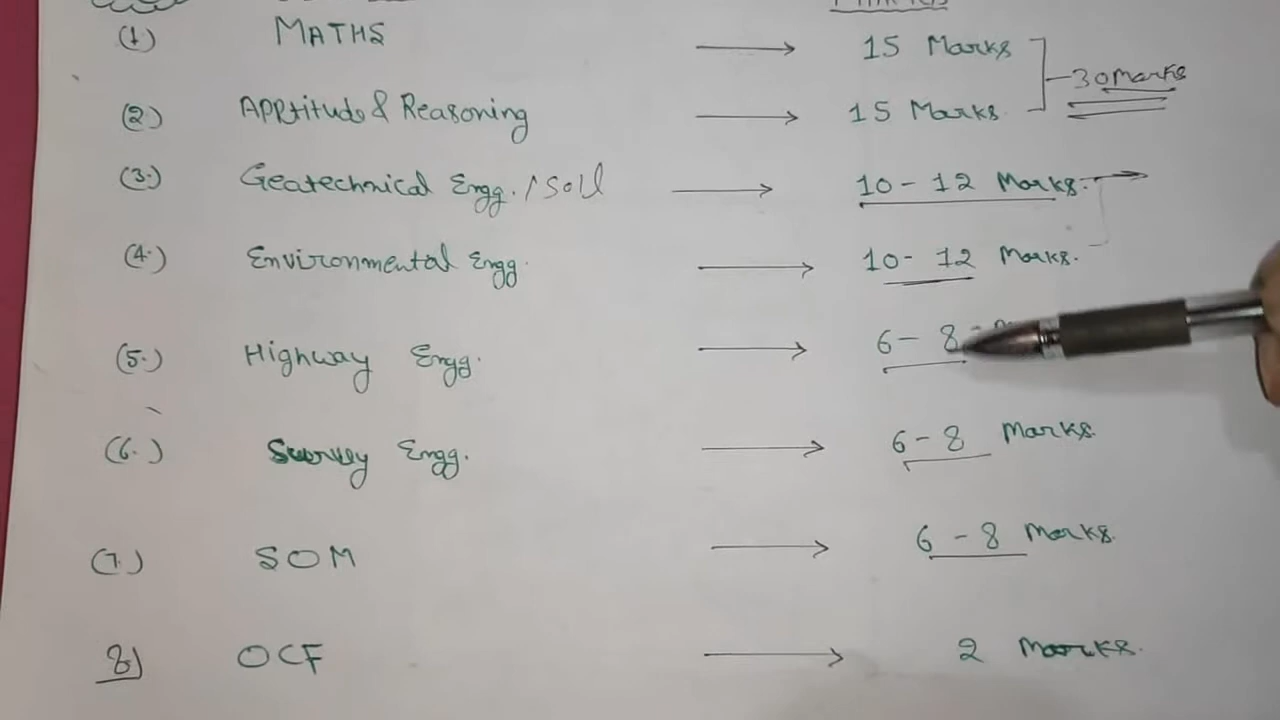 (1.) MATHS → 15 Marks
30 marks
(2.) Apptitude & Reasoning → 15 Marks
(3.) Geotechnical Engg. / Soil → 10 - 12 Marks.
(4.) Environmental Engg. → 10 - 12 Marks.
(5.) Highway Engg. → 6 - 8
(6.) Survey Engg. → 6 - 8 Marks.
(7.) SOM → 6 - 8 Marks.
8) OCF → 2 Marks.